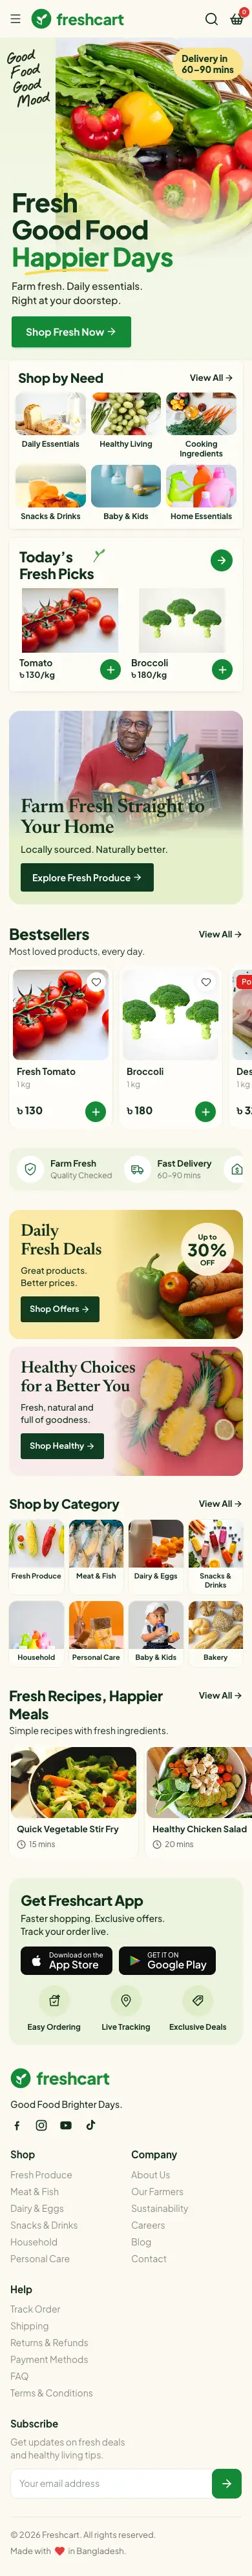 freshcart
0
Good
Food
Good
Mood
Delivery in
60–90 mins
Fresh
Good Food
Happier Days
Farm fresh. Daily essentials.
Right at your doorstep.
Shop Fresh Now →
Shop by Need
View All →
Daily Essentials
Healthy Living
Cooking
Ingredients
Snacks & Drinks
Baby & Kids
Home Essentials
Today's
Fresh Picks
Tomato
৳ 130/kg
Broccoli
৳ 180/kg
Farm Fresh Straight to
Your Home
Locally sourced. Naturally better.
Explore Fresh Produce →
Bestsellers
View All →
Most loved products, every day.
Po
Fresh Tomato
1 kg
৳ 130
Broccoli
1 kg
৳ 180
Des
1 kg
৳ 3
Farm Fresh
Quality Checked
Fast Delivery
60–90 mins
Daily
Fresh Deals
Great products.
Better prices.
Shop Offers →
Up to
30%
OFF
Healthy Choices
for a Better You
Fresh, natural and
full of goodness.
Shop Healthy →
Shop by Category
View All →
Fresh Produce
Meat & Fish
Dairy & Eggs
Snacks &
Drinks
Household
Personal Care
Baby & Kids
Bakery
Fresh Recipes, Happier
Meals
View All →
Simple recipes with fresh ingredients.
Quick Vegetable Stir Fry
15 mins
Healthy Chicken Salad
20 mins
Get Freshcart App
Faster shopping. Exclusive offers.
Track your order live.
Download on the
App Store
GET IT ON
Google Play
Easy Ordering
Live Tracking
Exclusive Deals
freshcart
Good Food Brighter Days.
Shop
Fresh Produce
Meat & Fish
Dairy & Eggs
Snacks & Drinks
Household
Personal Care
Company
About Us
Our Farmers
Sustainability
Careers
Blog
Contact
Help
Track Order
Shipping
Returns & Refunds
Payment Methods
FAQ
Terms & Conditions
Subscribe
Get updates on fresh deals
and healthy living tips.
Your email address
© 2026 Freshcart. All rights reserved.
Made with ❤ in Bangladesh.